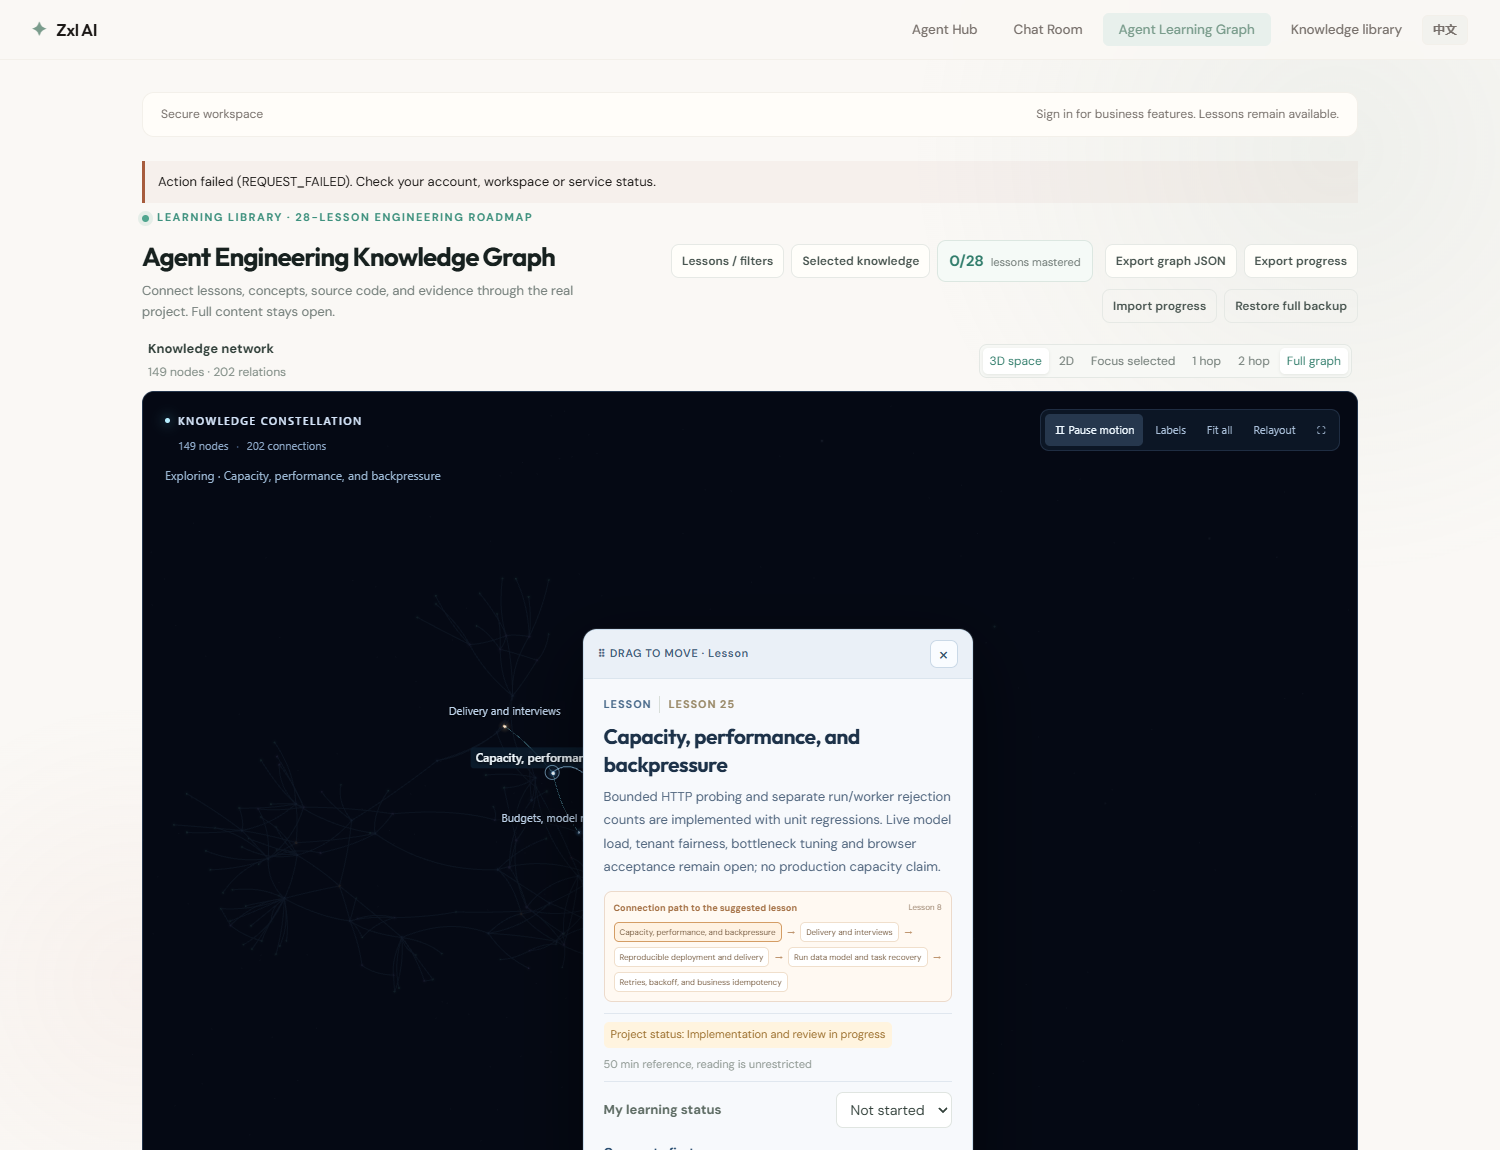 Zxl AI
Agent Hub
Chat Room
Agent Learning Graph
Knowledge library
中文
Secure workspace
Sign in for business features. Lessons remain available.
Action failed (REQUEST_FAILED). Check your account, workspace or service status.
LEARNING LIBRARY · 28-LESSON ENGINEERING ROADMAP
Agent Engineering Knowledge Graph
Connect lessons, concepts, source code, and evidence through the real
project. Full content stays open.
Lessons / filters
Selected knowledge
0/28 lessons mastered
Export graph JSON
Export progress
Import progress
Restore full backup
Knowledge network
149 nodes · 202 relations
3D space
2D
Focus selected
1 hop
2 hop
Full graph
KNOWLEDGE CONSTELLATION
149 nodes · 202 connections
Exploring · Capacity, performance, and backpressure
Pause motion
Labels
Fit all
Relayout
Delivery and interviews
Capacity, performan
Budgets, model r
DRAG TO MOVE · Lesson
×
LESSON
LESSON 25
Capacity, performance, and
backpressure
Bounded HTTP probing and separate run/worker rejection
counts are implemented with unit regressions. Live model
load, tenant fairness, bottleneck tuning and browser
acceptance remain open; no production capacity claim.
Connection path to the suggested lesson
Lesson 8
Capacity, performance, and backpressure → Delivery and interviews →
Reproducible deployment and delivery → Run data model and task recovery →
Retries, backoff, and business idempotency
Project status: Implementation and review in progress
50 min reference, reading is unrestricted
My learning status
Not started